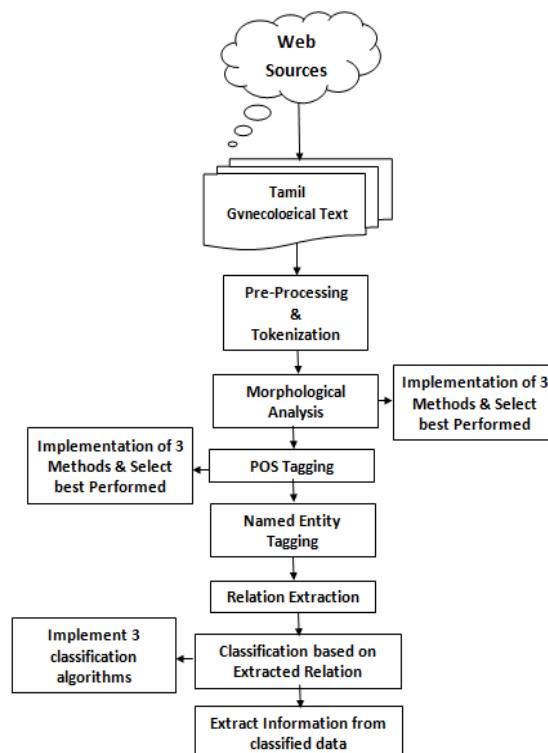 Web
Sources
Tamil
Gynecological Text
Pre-Processing
&
Tokenization
Morphological
Analysis
Implementation of 3
Methods & Select
best Performed
Implementation of 3
Methods & Select
best Performed
POS Tagging
Named Entity
Tagging
Relation Extraction
Implement 3
classification
algorithms
Classification based on
Extracted Relation
Extract Information from
classified data